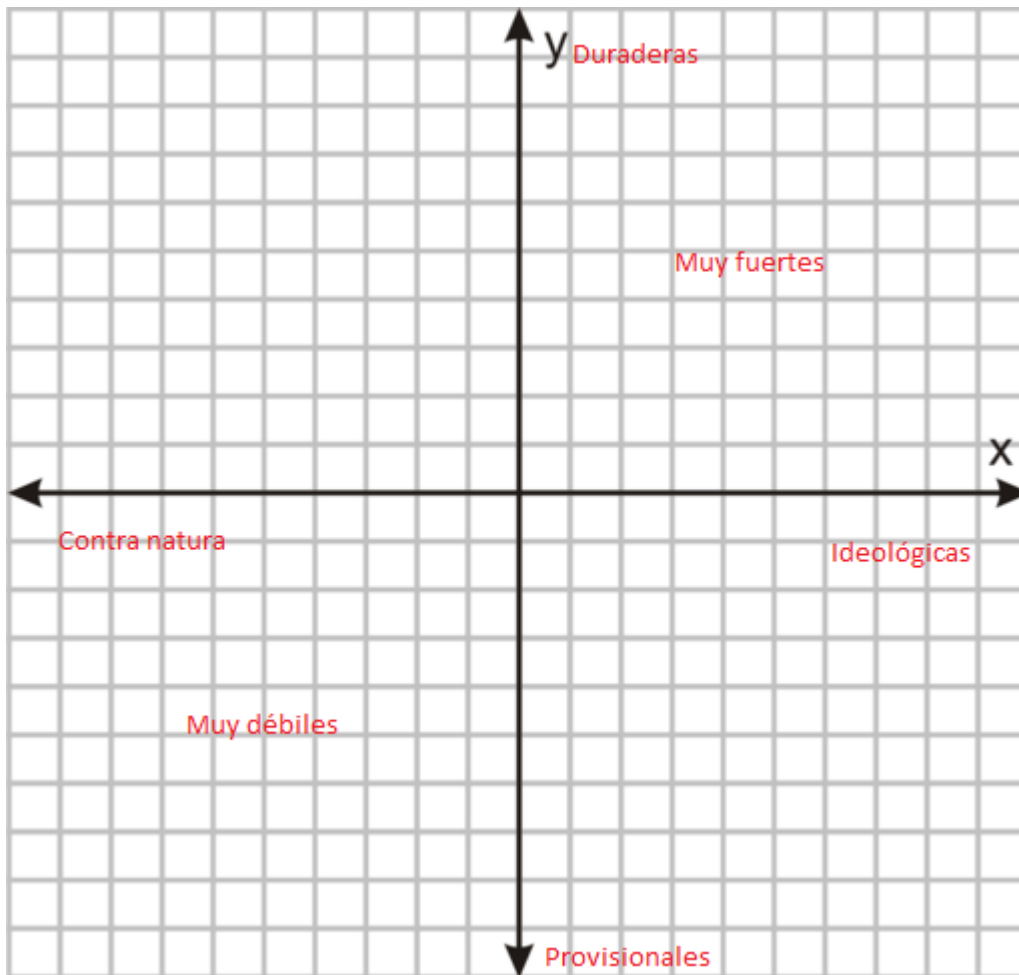 y Duraderas
Muy fuertes
x
Contra natura
Ideológicas
Muy débiles
Provisionales